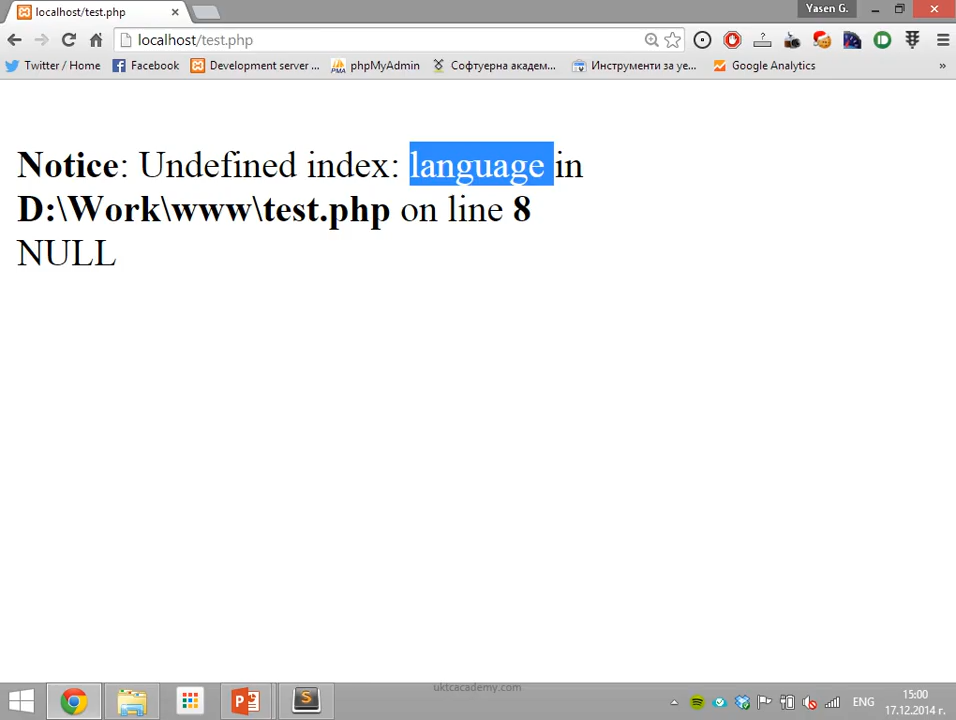 localhost/test.php
Yasen G.
localhost/test.php
Twitter / Home
Facebook
Development server ...
phpMyAdmin
Софтуерна академ...
Инструменти за уе...
Google Analytics
»
Notice: Undefined index: language in
D:\Work\www\test.php on line 8
NULL
uktcacademy.com
ENG
15:00
17.12.2014 г.